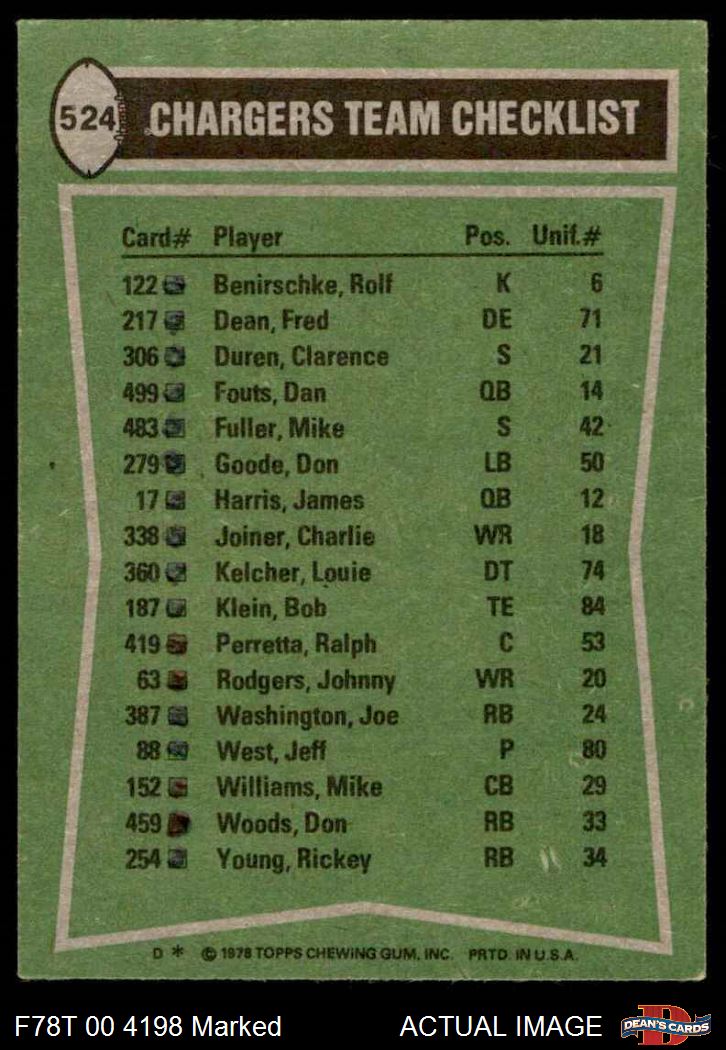 524 CHARGERS TEAM CHECKLIST
Card# Player Pos. Unif.#
122 Benirschke, Rolf K 6
217 Dean, Fred DE 71
306 Duren, Clarence S 21
499 Fouts, Dan QB 14
483 Fuller, Mike S 42
279 Goode, Don LB 50
17 Harris, James QB 12
338 Joiner, Charlie WR 18
360 Kelcher, Louie DT 74
187 Klein, Bob TE 84
419 Perretta, Ralph C 53
63 Rodgers, Johnny WR 20
387 Washington, Joe RB 24
88 West, Jeff P 80
152 Williams, Mike CB 29
459 Woods, Don RB 33
254 Young, Rickey RB 34
D * © 1978 TOPPS CHEWING GUM, INC. PRTD. IN U.S.A.
F78T 00 4198 Marked ACTUAL IMAGE D DEAN'S CARDS